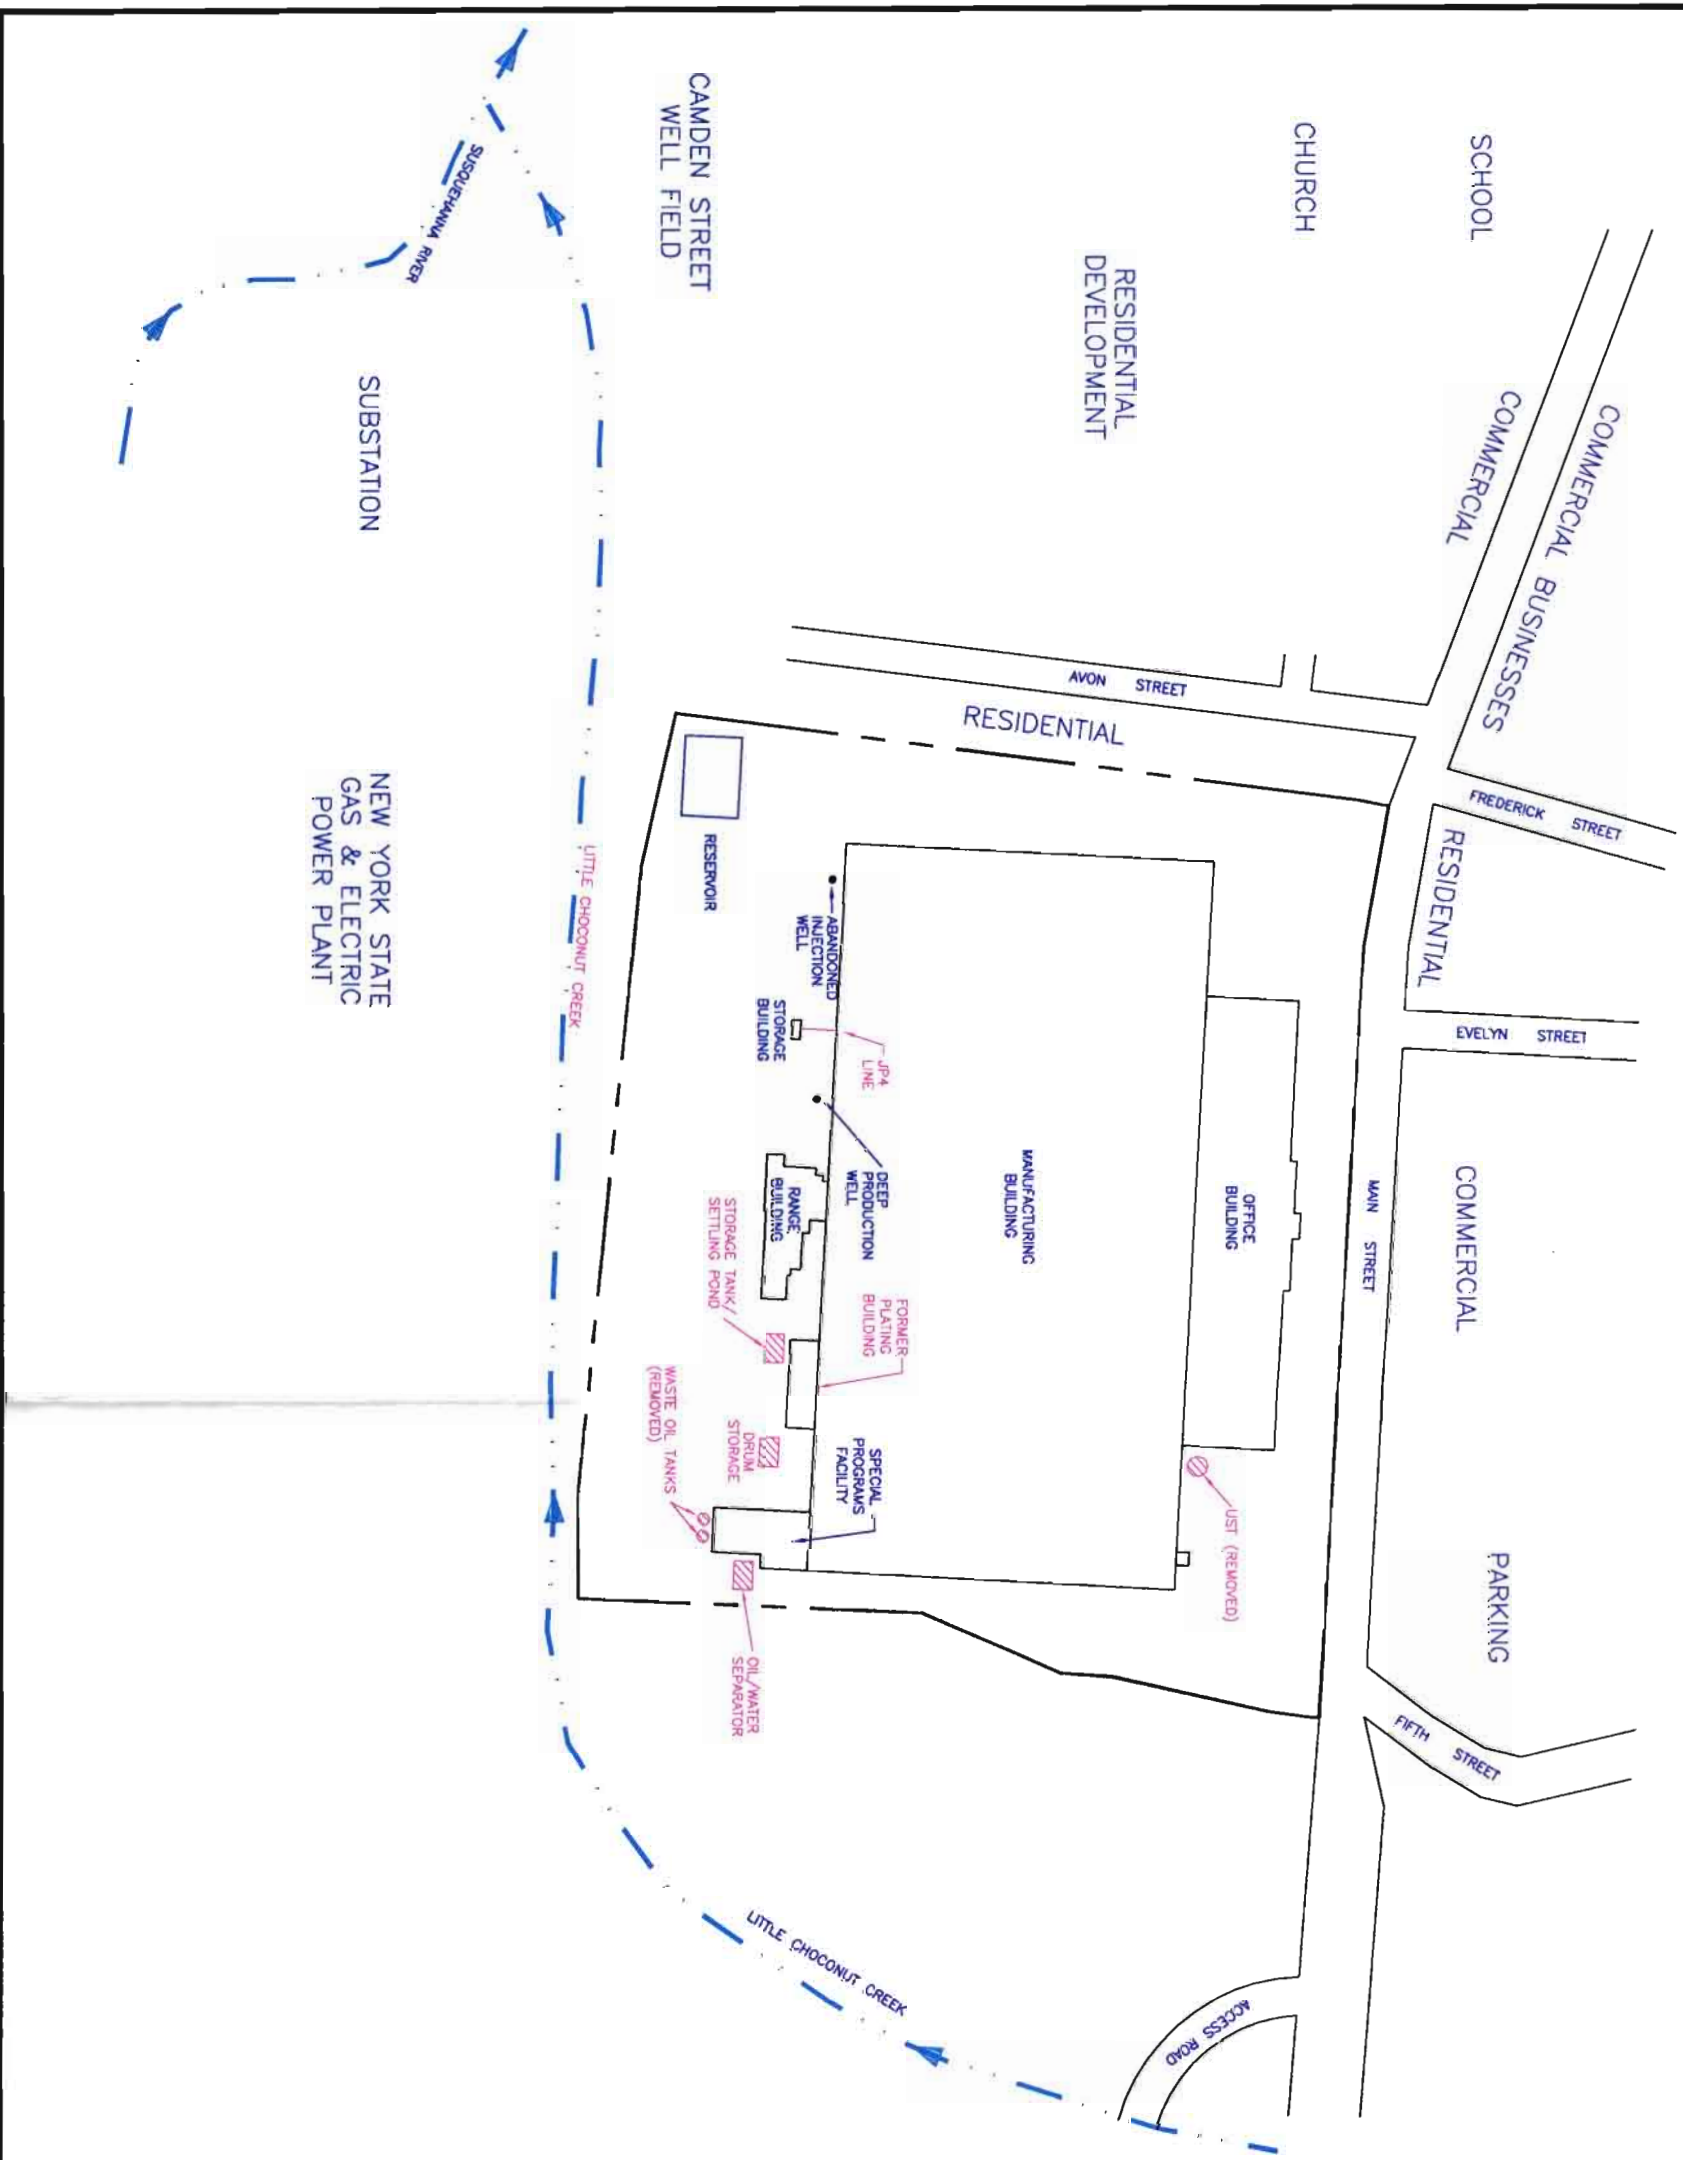 SCHOOL
CHURCH
COMMERCIAL BUSINESSES
COMMERCIAL
RESIDENTIAL
DEVELOPMENT
CAMDEN STREET
WELL FIELD
SUSQUEHANNA RIVER
SUBSTATION
NEW YORK STATE
GAS & ELECTRIC
POWER PLANT
LITTLE CHOCONUT CREEK
AVON STREET
RESIDENTIAL
FREDERICK STREET
RESIDENTIAL
EVELYN STREET
MAIN STREET
COMMERCIAL
PARKING
FIFTH STREET
ACCESS ROAD
LITTLE CHOCONUT CREEK
OFFICE
BUILDING
MANUFACTURING
BUILDING
UST (REMOVED)
RESERVOIR
ABANDONED
INJECTION
WELL
STORAGE
BUILDING
JP4
LINE
DEEP
PRODUCTION
WELL
RANGE
BUILDING
STORAGE TANK/
SETTLING POND
FORMER
PLATING
BUILDING
SPECIAL
PROGRAMS
FACILITY
DRUM
STORAGE
WASTE OIL TANKS
(REMOVED)
OIL/WATER
SEPARATOR